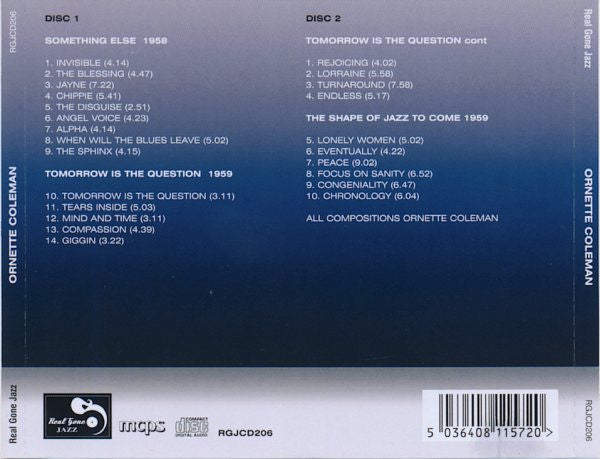 DISC 1
SOMETHING ELSE 1958
1. INVISIBLE (4.14)
2. THE BLESSING (4.47)
3. JAYNE (7.22)
4. CHIPPIE (5.41)
5. THE DISGUISE (2.51)
6. ANGEL VOICE (4.23)
7. ALPHA (4.14)
8. WHEN WILL THE BLUES LEAVE (5.02)
9. THE SPHINX (4.15)
TOMORROW IS THE QUESTION 1959
10. TOMORROW IS THE QUESTION (3.11)
11. TEARS INSIDE (5.03)
12. MIND AND TIME (3.11)
13. COMPASSION (4.39)
14. GIGGIN (3.22)
DISC 2
TOMORROW IS THE QUESTION cont
1. REJOICING (4.02)
2. LORRAINE (5.58)
3. TURNAROUND (5.58)
4. ENDLESS (5.17)
THE SHAPE OF JAZZ TO COME 1959
5. LONELY WOMEN (5.02)
6. EVENTUALLY (4.22)
7. PEACE (9.02)
8. FOCUS ON SANITY (6.52)
9. CONGENIALITY (6.47)
10. CHRONOLOGY (6.04)
ALL COMPOSITIONS ORNETTE COLEMAN
RGJCD206
ORNETTE COLEMAN
Real Gone Jazz
Real Gone Jazz
ORNETTE COLEMAN
RGJCD206
Real Gone
JAZZ
mcps
COMPACT
disc
DIGITAL AUDIO
RGJCD206
5 036408 115720 >